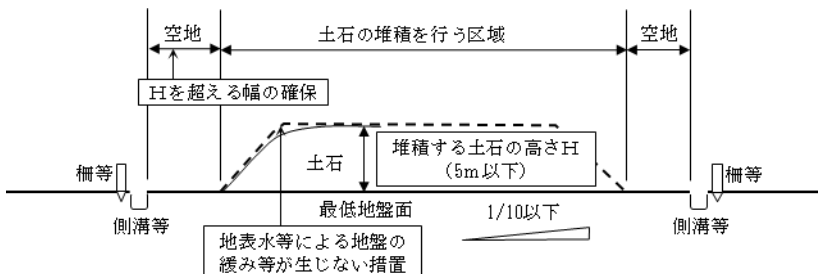 空地
土石の堆積を行う区域
空地
Hを超える幅の確保
土石
堆積する土石の高さH
(5m以下)
柵等
柵等
側溝等
最低地盤面
1/10以下
側溝等
地表水等による地盤の
緩み等が生じない措置